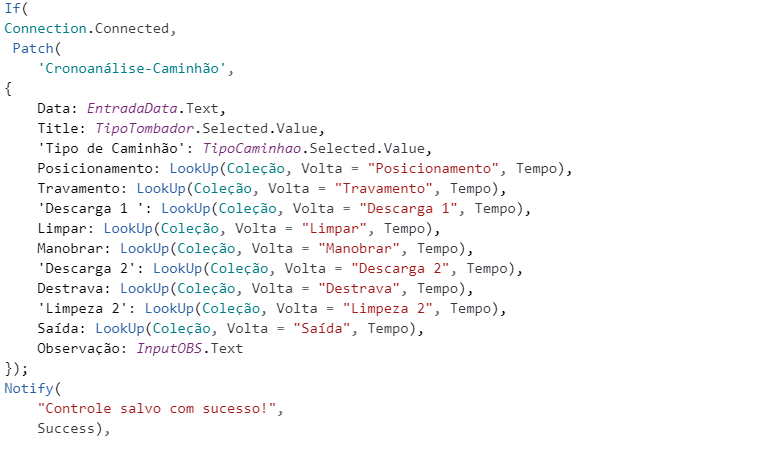 If(
Connection.Connected,
 Patch(
    'Cronoanálise-Caminhão',
{
    Data: EntradaData.Text,
    Title: TipoTombador.Selected.Value,
    'Tipo de Caminhão': TipoCaminhao.Selected.Value,
    Posicionamento: LookUp(Coleção, Volta = "Posicionamento", Tempo),
    Travamento: LookUp(Coleção, Volta = "Travamento", Tempo),
    'Descarga 1 ': LookUp(Coleção, Volta = "Descarga 1", Tempo),
    Limpar: LookUp(Coleção, Volta = "Limpar", Tempo),
    Manobrar: LookUp(Coleção, Volta = "Manobrar", Tempo),
    'Descarga 2': LookUp(Coleção, Volta = "Descarga 2", Tempo),
    Destrava: LookUp(Coleção, Volta = "Destrava", Tempo),
    'Limpeza 2': LookUp(Coleção, Volta = "Limpeza 2", Tempo),
    Saída: LookUp(Coleção, Volta = "Saída", Tempo),
    Observação: InputOBS.Text
});
Notify(
    "Controle salvo com sucesso!",
    Success),